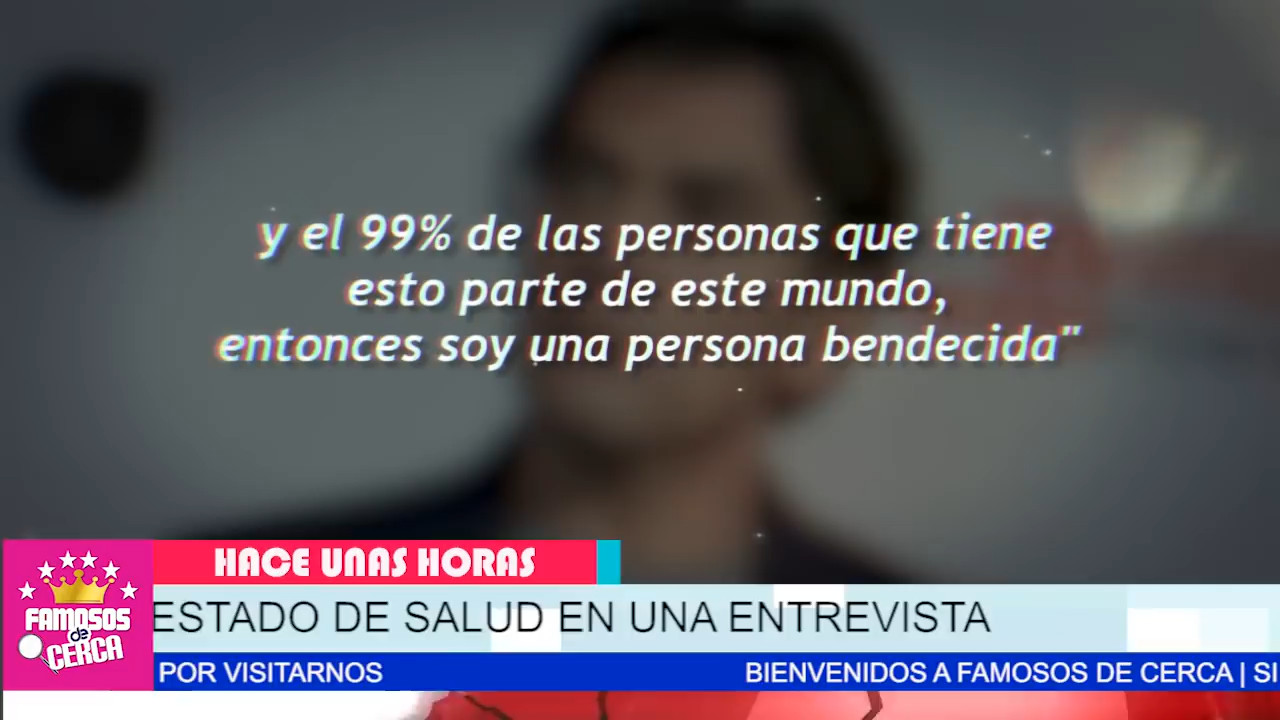 y el 99% de las personas que tiene
esto parte de este mundo,
entonces soy una persona bendecida"
HACE UNAS HORAS
ESTADO DE SALUD EN UNA ENTREVISTA
FAMOSOS
de
CERCA
POR VISITARNOS
BIENVENIDOS A FAMOSOS DE CERCA | SI